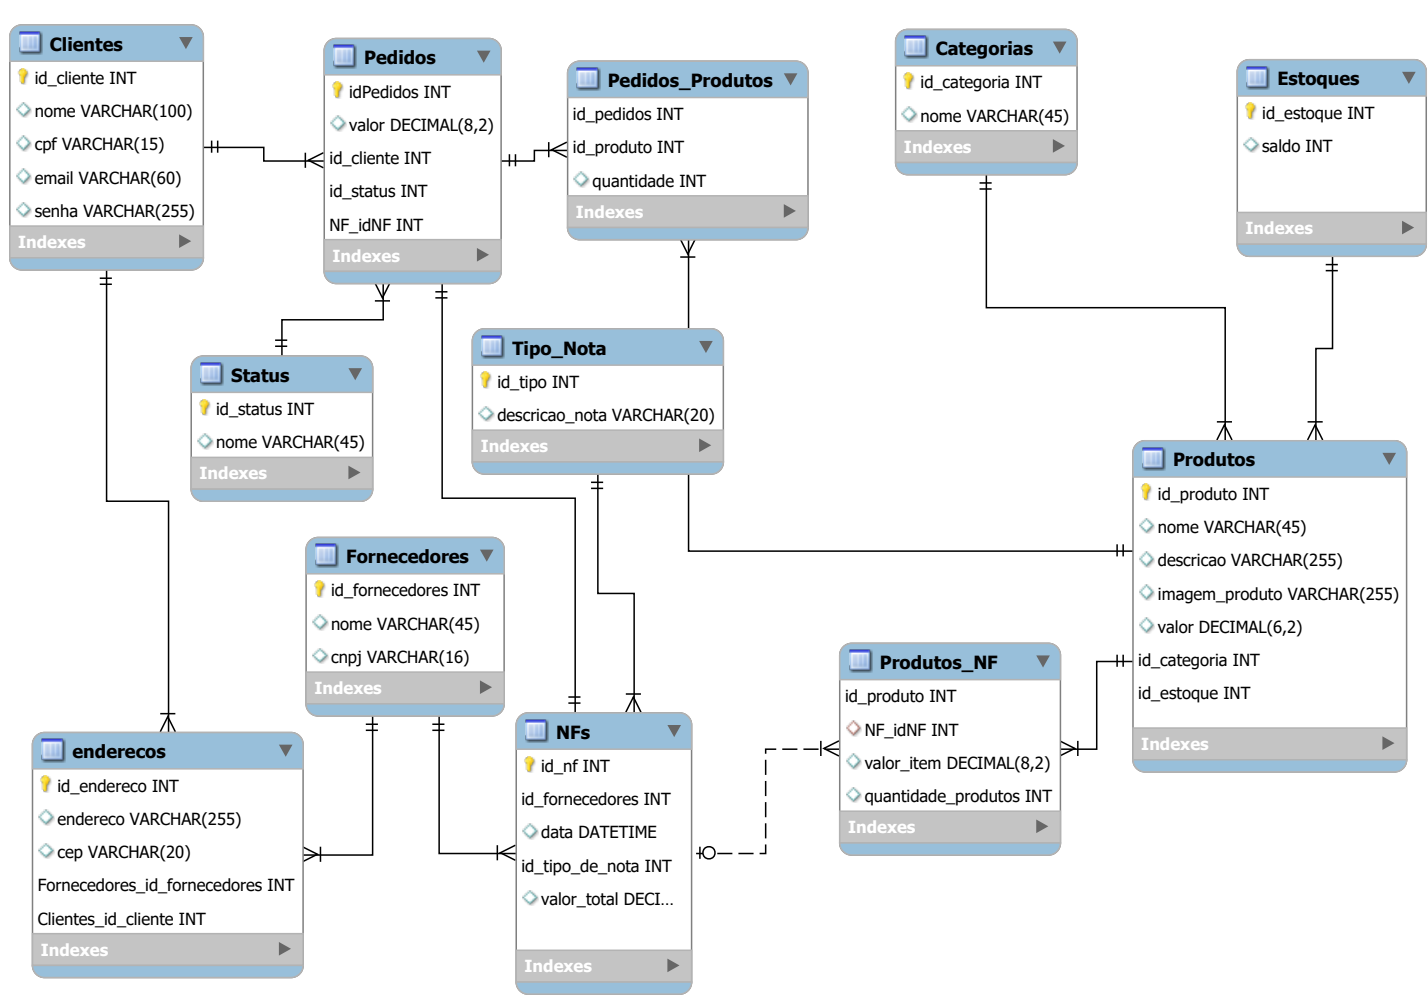 Clientes
id_cliente INT
nome VARCHAR(100)
cpf VARCHAR(15)
email VARCHAR(60)
senha VARCHAR(255)
Indexes
Pedidos
idPedidos INT
valor DECIMAL(8,2)
id_cliente INT
id_status INT
NF_idNF INT
Indexes
Pedidos_Produtos
id_pedidos INT
id_produto INT
quantidade INT
Indexes
Categorias
id_categoria INT
nome VARCHAR(45)
Indexes
Estoques
id_estoque INT
saldo INT
Indexes
Status
id_status INT
nome VARCHAR(45)
Indexes
Tipo_Nota
id_tipo INT
descricao_nota VARCHAR(20)
Indexes
Produtos
id_produto INT
nome VARCHAR(45)
descricao VARCHAR(255)
imagem_produto VARCHAR(255)
valor DECIMAL(6,2)
id_categoria INT
id_estoque INT
Indexes
Fornecedores
id_fornecedores INT
nome VARCHAR(45)
cnpj VARCHAR(16)
Indexes
Produtos_NF
id_produto INT
NF_idNF INT
valor_item DECIMAL(8,2)
quantidade_produtos INT
Indexes
enderecos
id_endereco INT
endereco VARCHAR(255)
cep VARCHAR(20)
Fornecedores_id_fornecedores INT
Clientes_id_cliente INT
Indexes
NFs
id_nf INT
id_fornecedores INT
data DATETIME
id_tipo_de_nota INT
valor_total DECI...
Indexes